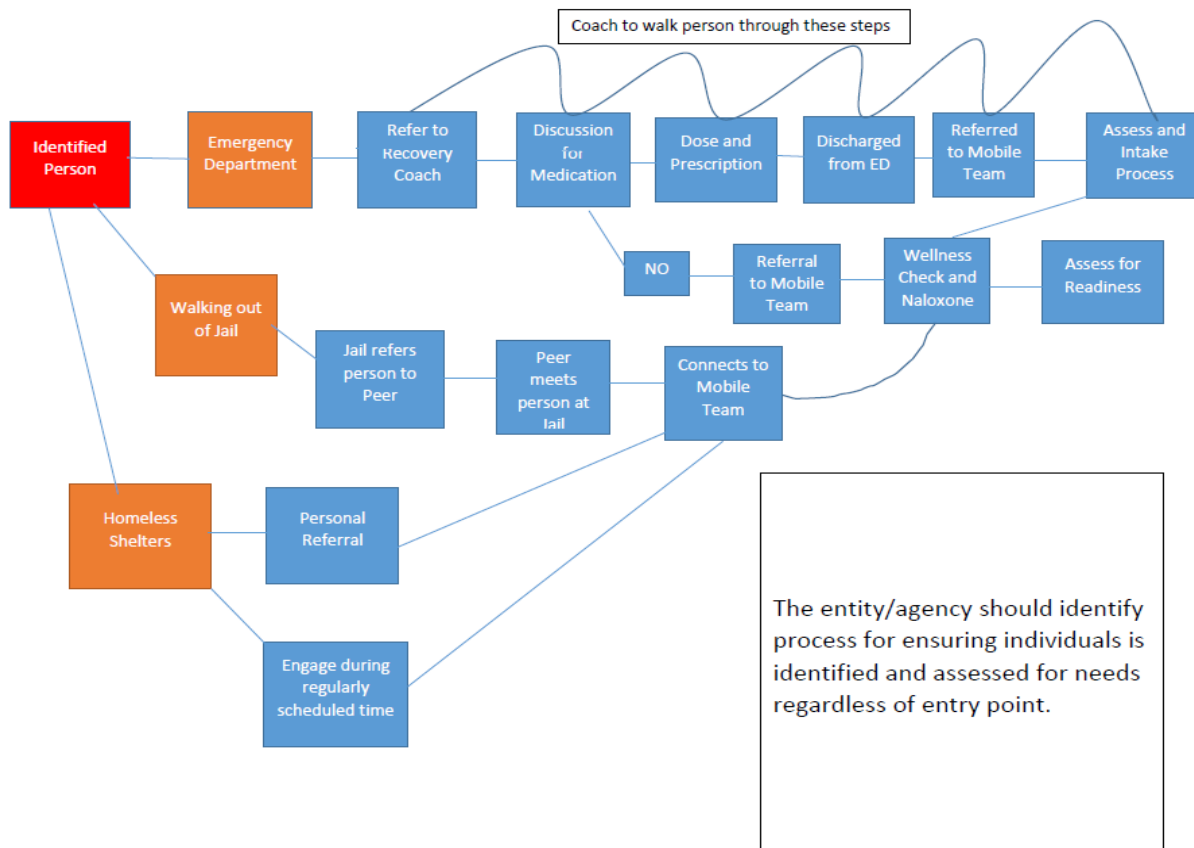 Coach to walk person through these steps
Identified
Person
Emergency
Department
Refer to
Recovery
Coach
Discussion
for
Medication
Dose and
Prescription
Discharged
from ED
Referred
to Mobile
Team
Assess and
Intake
Process
NO
Referral
to Mobile
Team
Wellness
Check and
Naloxone
Assess for
Readiness
Walking out
of Jail
Jail refers
person to
Peer
Peer
meets
person at
Jail
Connects to
Mobile
Team
Homeless
Shelters
Personal
Referral
Engage during
regularly
scheduled time
The entity/agency should identify
process for ensuring individuals is
identified and assessed for needs
regardless of entry point.